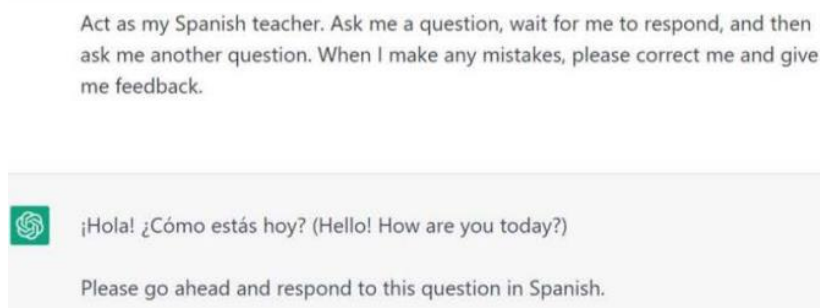 Act as my Spanish teacher. Ask me a question, wait for me to respond, and then
ask me another question. When I make any mistakes, please correct me and give
me feedback.
¡Hola! ¿Cómo estás hoy? (Hello! How are you today?)
Please go ahead and respond to this question in Spanish.